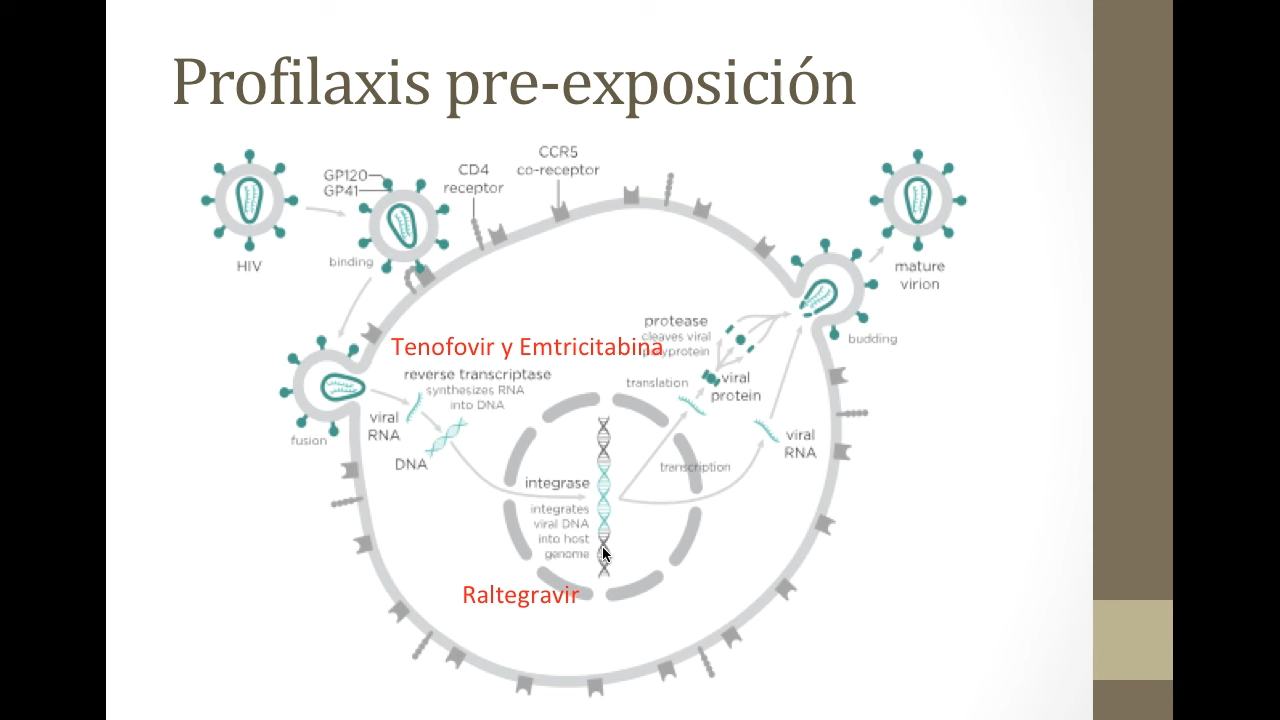 Profilaxis pre-exposición
CCR5
co-receptor
CD4
receptor
GP120
GP41
HIV
binding
mature
virion
budding
protease
cleaves viral
polyprotein
Tenofovir y Emtricitabina
reverse transcriptase
synthesizes RNA
into DNA
translation
viral
protein
viral
RNA
fusion
DNA
viral
RNA
transcription
integrase
integrates
viral DNA
into host
genome
Raltegravir